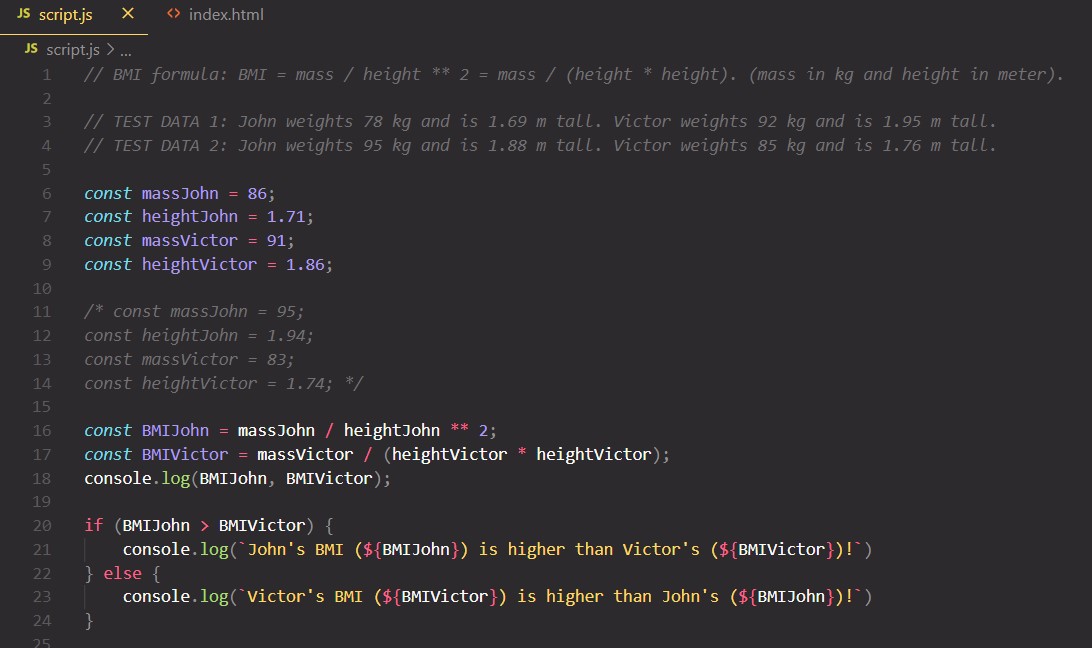 JS script.js × <> index.html
JS script.js > ...
1 // BMI formula: BMI = mass / height ** 2 = mass / (height * height). (mass in kg and height in meter).
2
3 // TEST DATA 1: John weights 78 kg and is 1.69 m tall. Victor weights 92 kg and is 1.95 m tall.
4 // TEST DATA 2: John weights 95 kg and is 1.88 m tall. Victor weights 85 kg and is 1.76 m tall.
5
6 const massJohn = 86;
7 const heightJohn = 1.71;
8 const massVictor = 91;
9 const heightVictor = 1.86;
10
11 /* const massJohn = 95;
12 const heightJohn = 1.94;
13 const massVictor = 83;
14 const heightVictor = 1.74; */
15
16 const BMIJohn = massJohn / heightJohn ** 2;
17 const BMIVictor = massVictor / (heightVictor * heightVictor);
18 console.log(BMIJohn, BMIVictor);
19
20 if (BMIJohn > BMIVictor) {
21     console.log(`John's BMI (${BMIJohn}) is higher than Victor's (${BMIVictor})!`)
22 } else {
23     console.log(`Victor's BMI (${BMIVictor}) is higher than John's (${BMIJohn})!`)
24 }
25